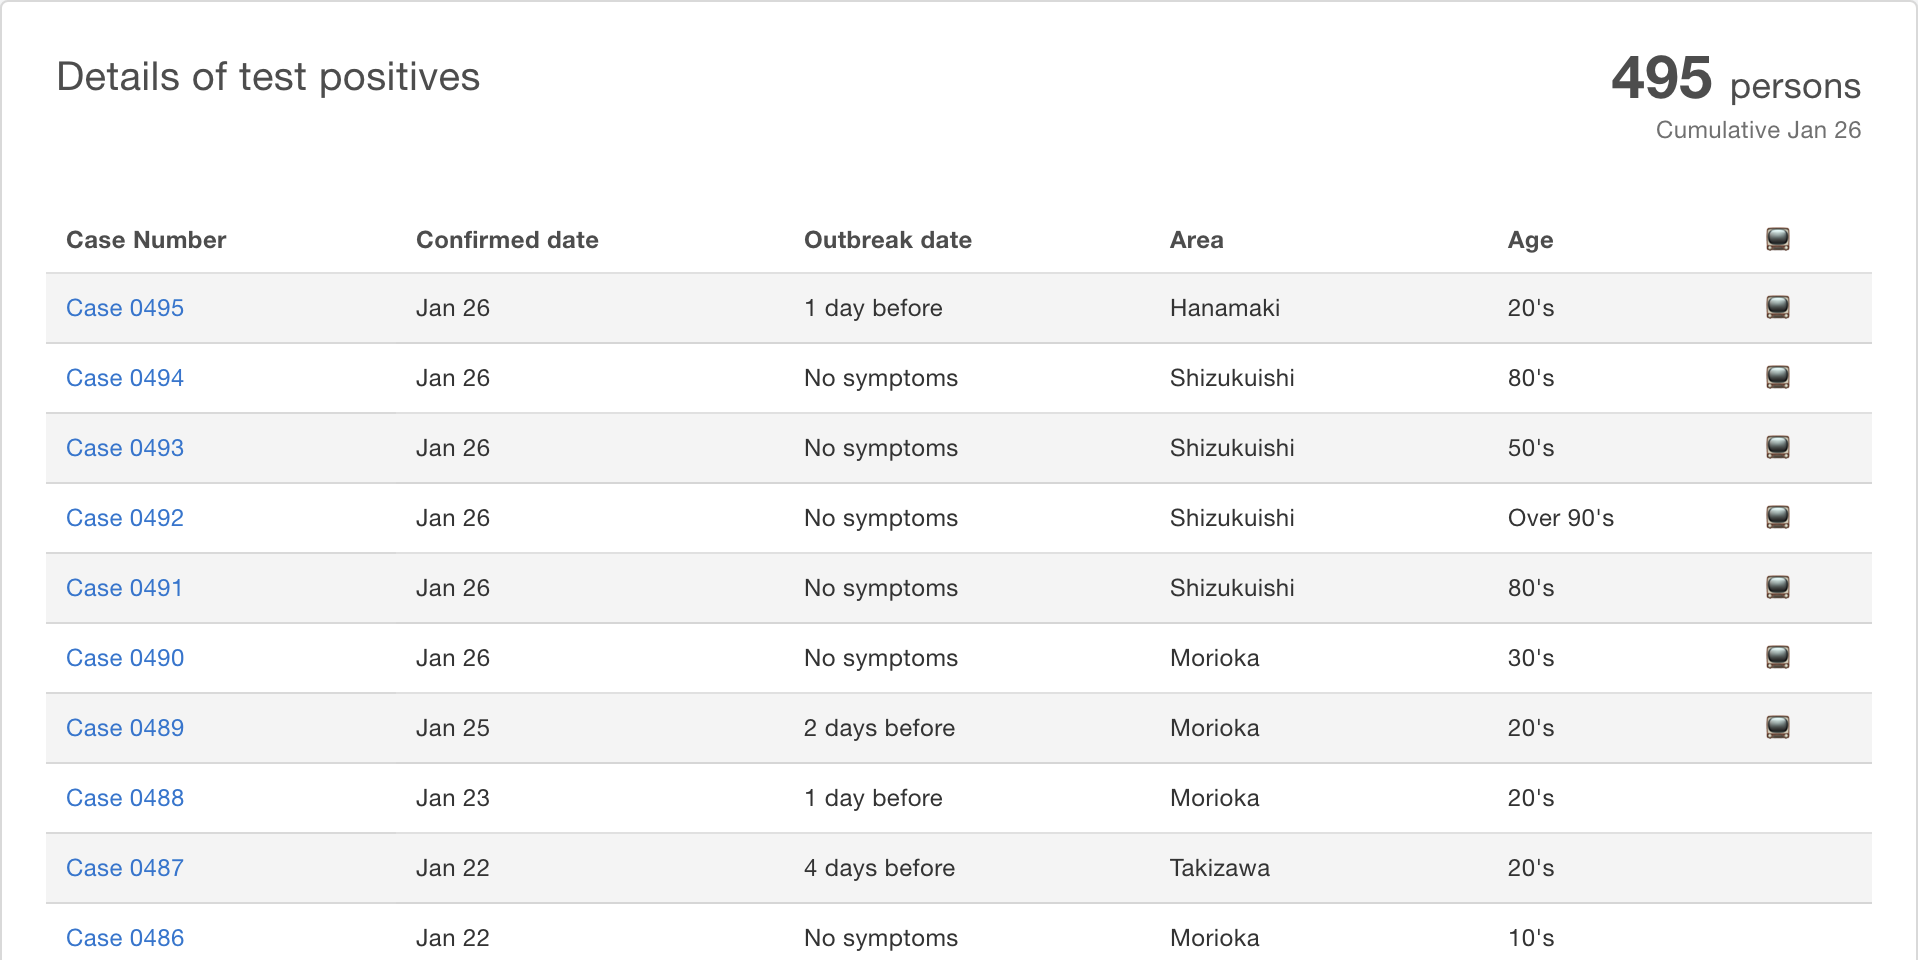 Details of test positives
495 persons
Cumulative Jan 26
Case Number Confirmed date Outbreak date Area Age
Case 0495 Jan 26 1 day before Hanamaki 20's
Case 0494 Jan 26 No symptoms Shizukuishi 80's
Case 0493 Jan 26 No symptoms Shizukuishi 50's
Case 0492 Jan 26 No symptoms Shizukuishi Over 90's
Case 0491 Jan 26 No symptoms Shizukuishi 80's
Case 0490 Jan 26 No symptoms Morioka 30's
Case 0489 Jan 25 2 days before Morioka 20's
Case 0488 Jan 23 1 day before Morioka 20's
Case 0487 Jan 22 4 days before Takizawa 20's
Case 0486 Jan 22 No symptoms Morioka 10's